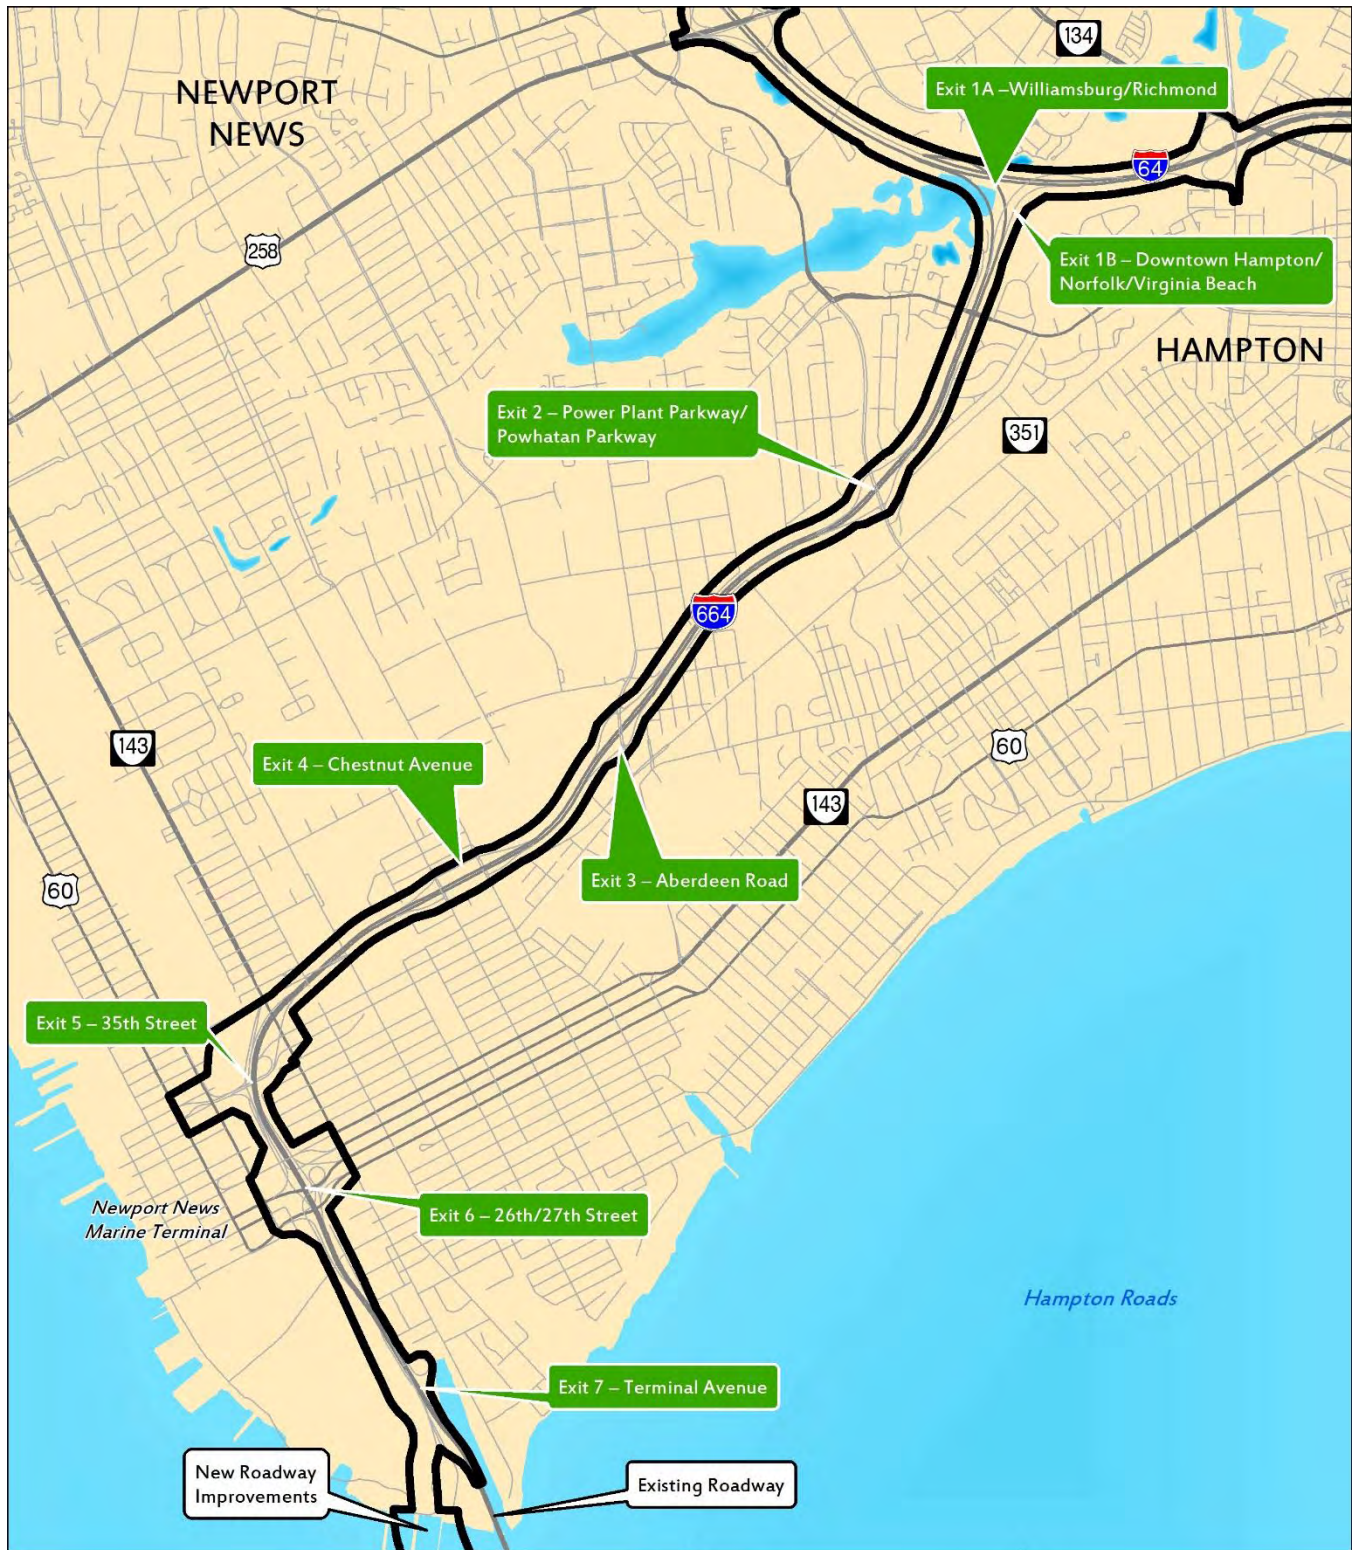 134
NEWPORT
NEWS
Exit 1A –Williamsburg/Richmond
64
258
Exit 1B – Downtown Hampton/
Norfolk/Virginia Beach
HAMPTON
Exit 2 – Power Plant Parkway/
Powhatan Parkway
351
664
143
60
Exit 4 – Chestnut Avenue
143
Exit 3 – Aberdeen Road
60
Exit 5 – 35th Street
Newport News
Marine Terminal
Exit 6 – 26th/27th Street
Hampton Roads
Exit 7 – Terminal Avenue
New Roadway
Improvements
Existing Roadway